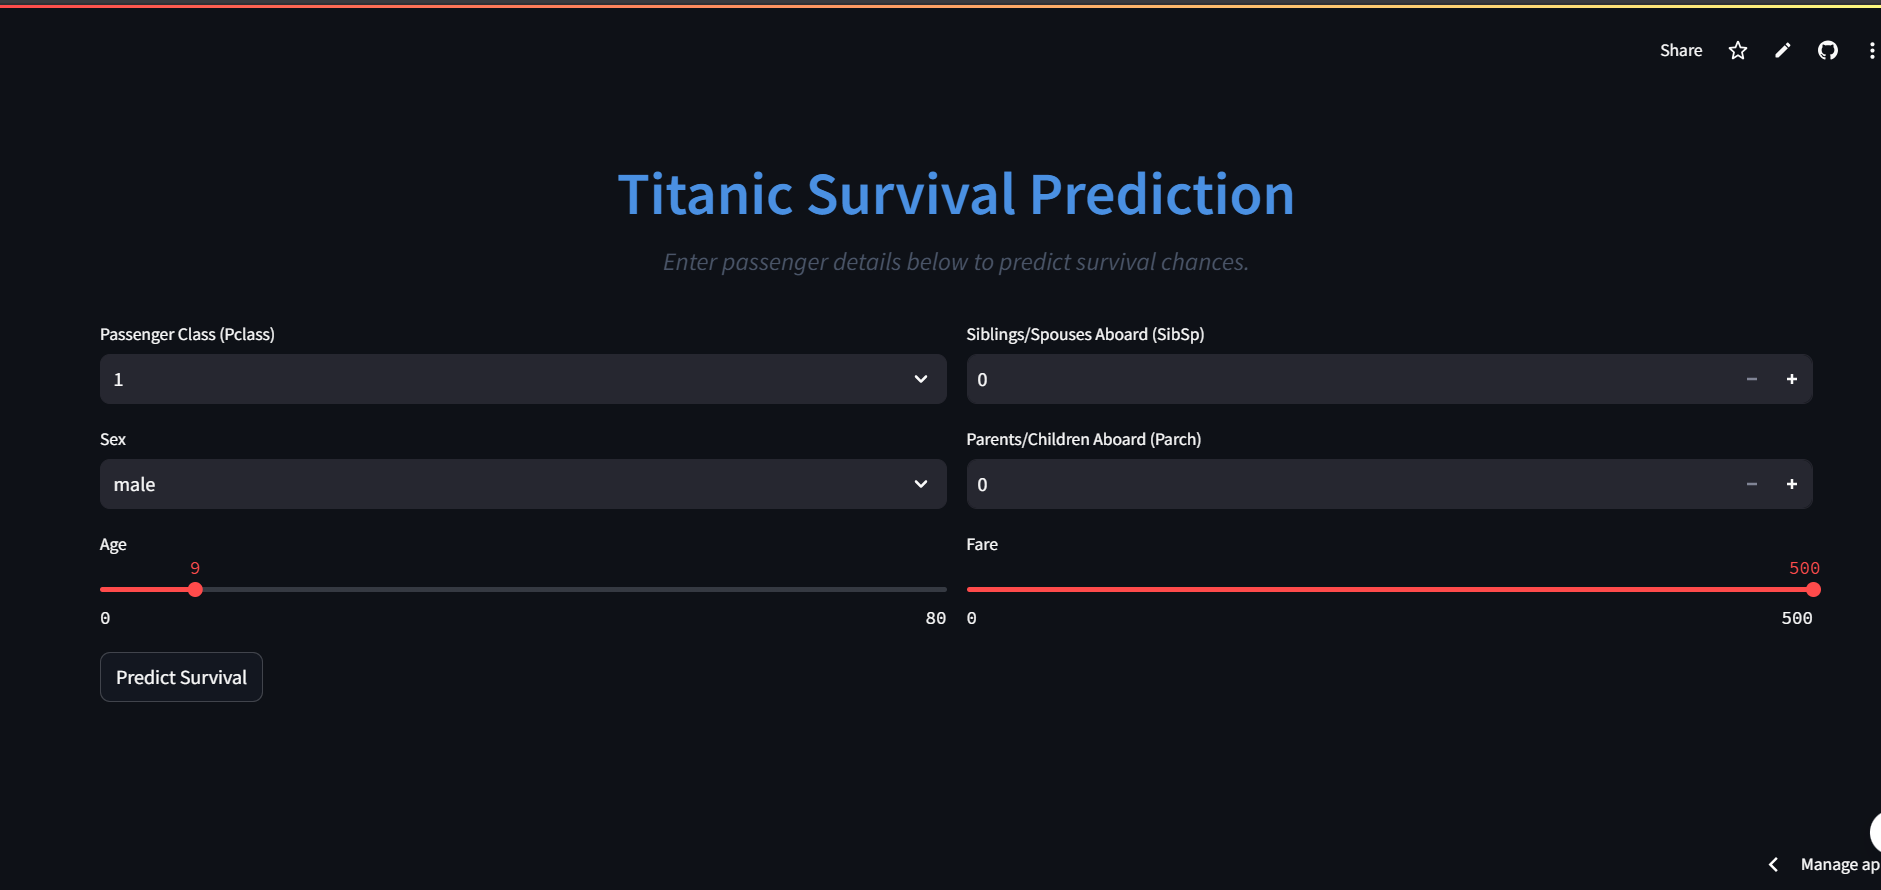 Share
Titanic Survival Prediction
Enter passenger details below to predict survival chances.
Passenger Class (Pclass)
1
Siblings/Spouses Aboard (SibSp)
0
Sex
male
Parents/Children Aboard (Parch)
0
Age
9
0 80
Fare
500
0 500
Predict Survival
Manage ap